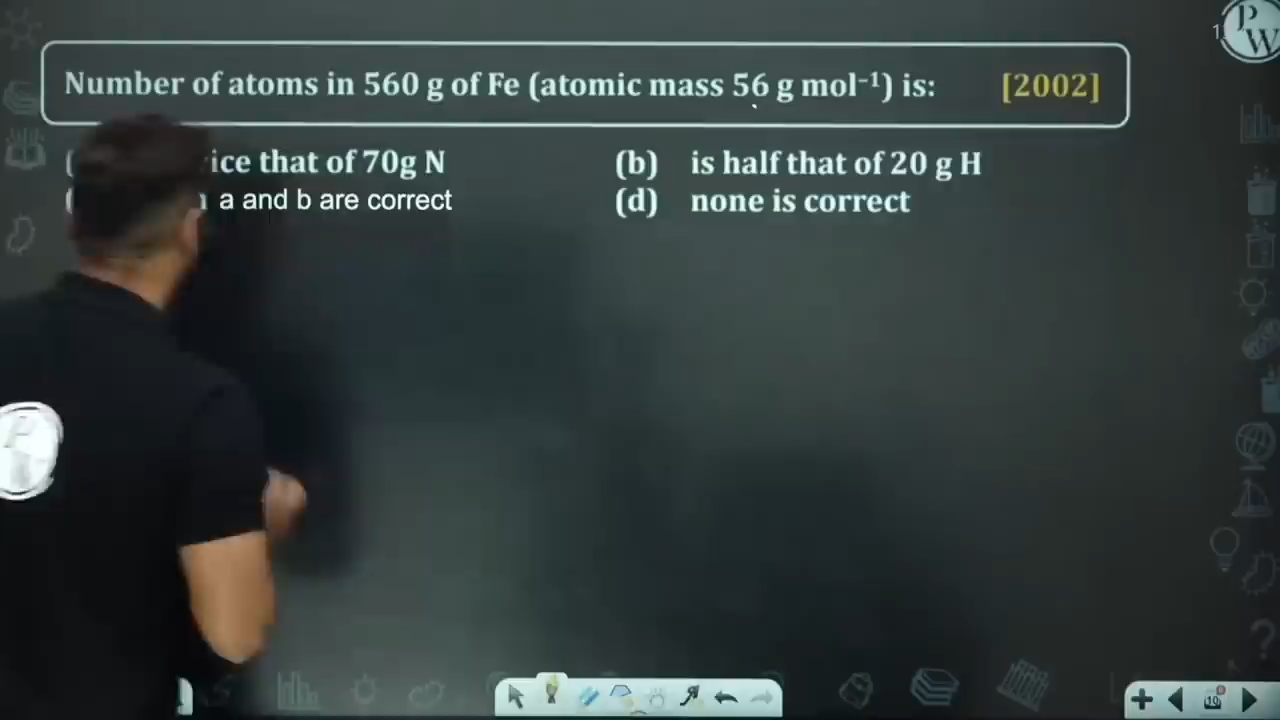 Number of atoms in 560 g of Fe (atomic mass 56 g mol⁻¹) is: [2002]
that of 70g N
(b) is half that of 20 g H
a and b are correct
(d) none is correct
PW